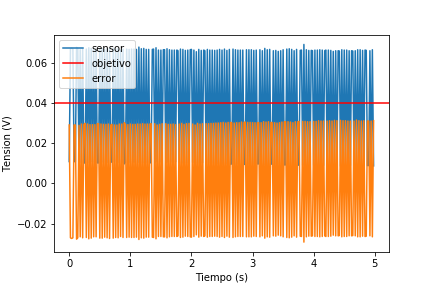 sensor
objetivo
error
0.06
0.04
0.02
0.00
−0.02
Tension (V)
0
1
2
3
4
5
Tiempo (s)